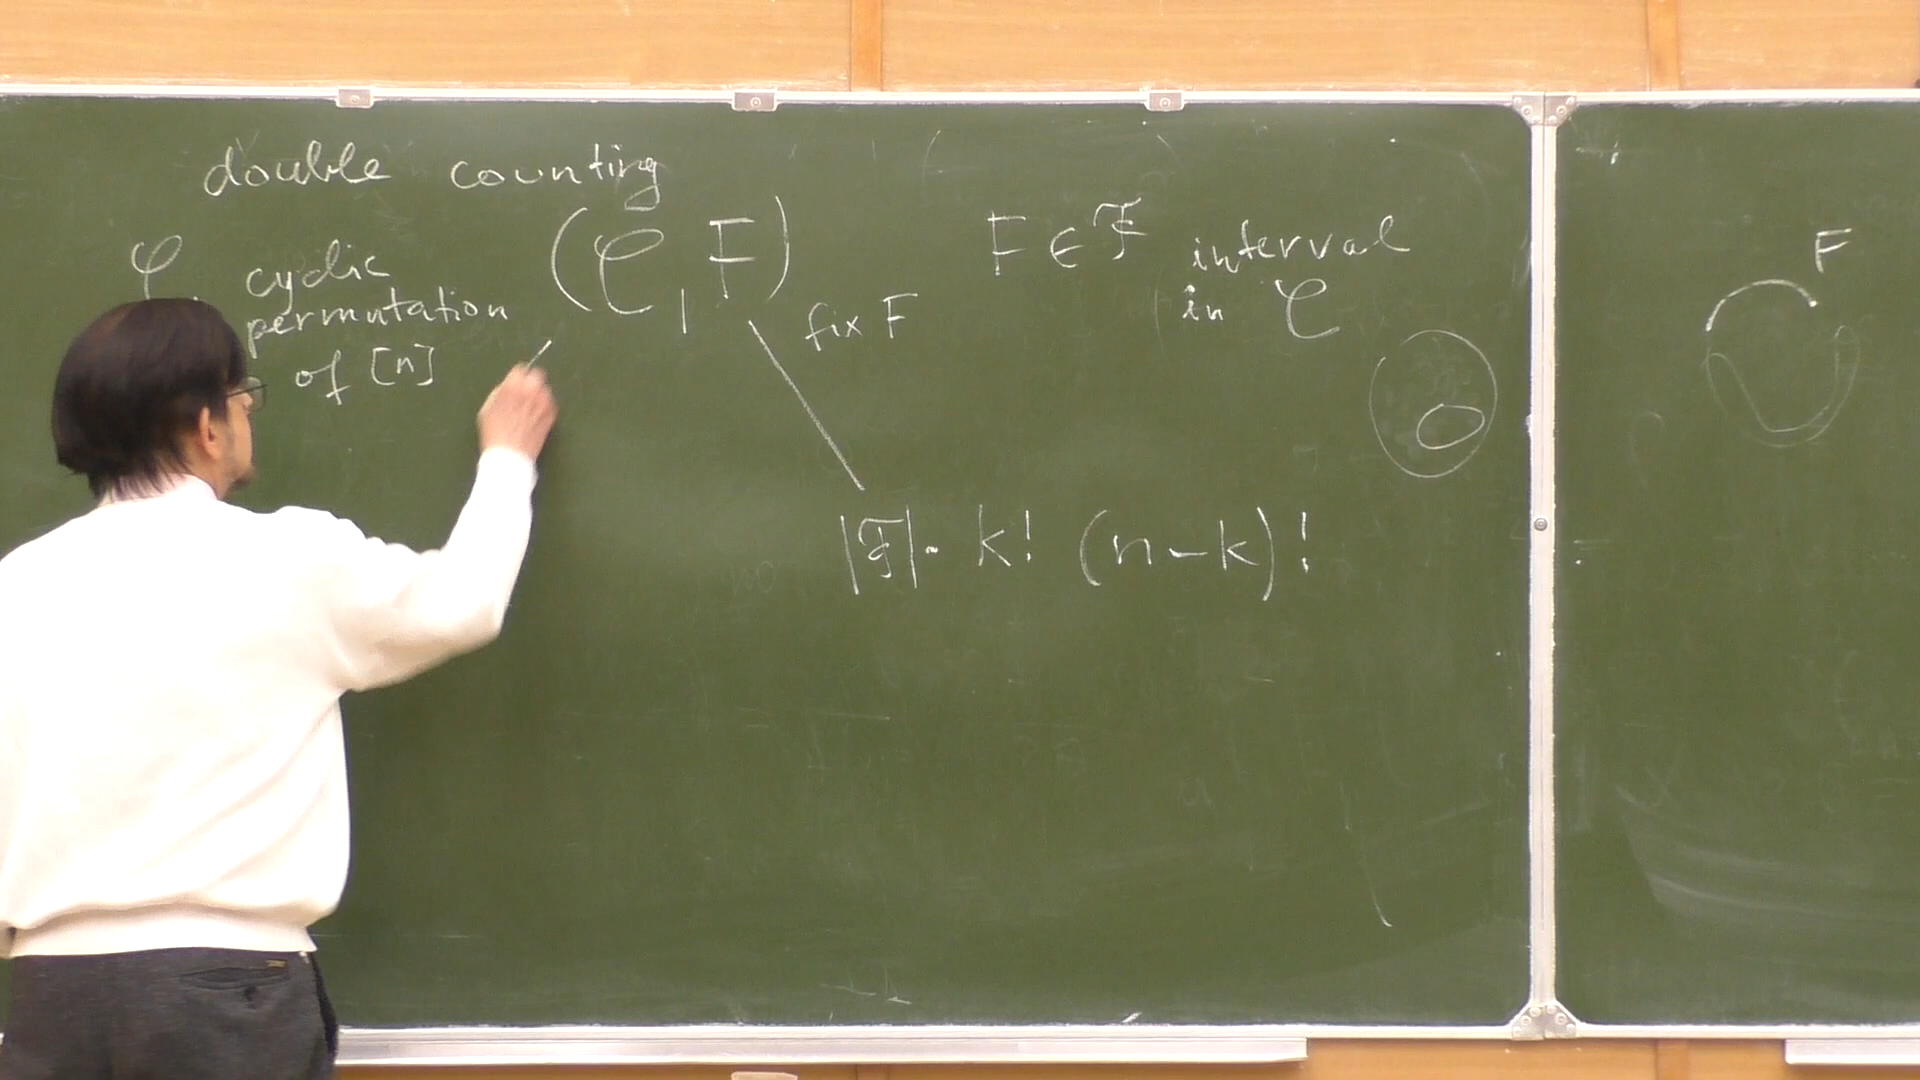 double counting
𝒞 cyclic permutation of [n]
(𝒞, F)
F ∈ ℱ interval in 𝒞
fix F
|ℱ| · k! (n-k)!
F